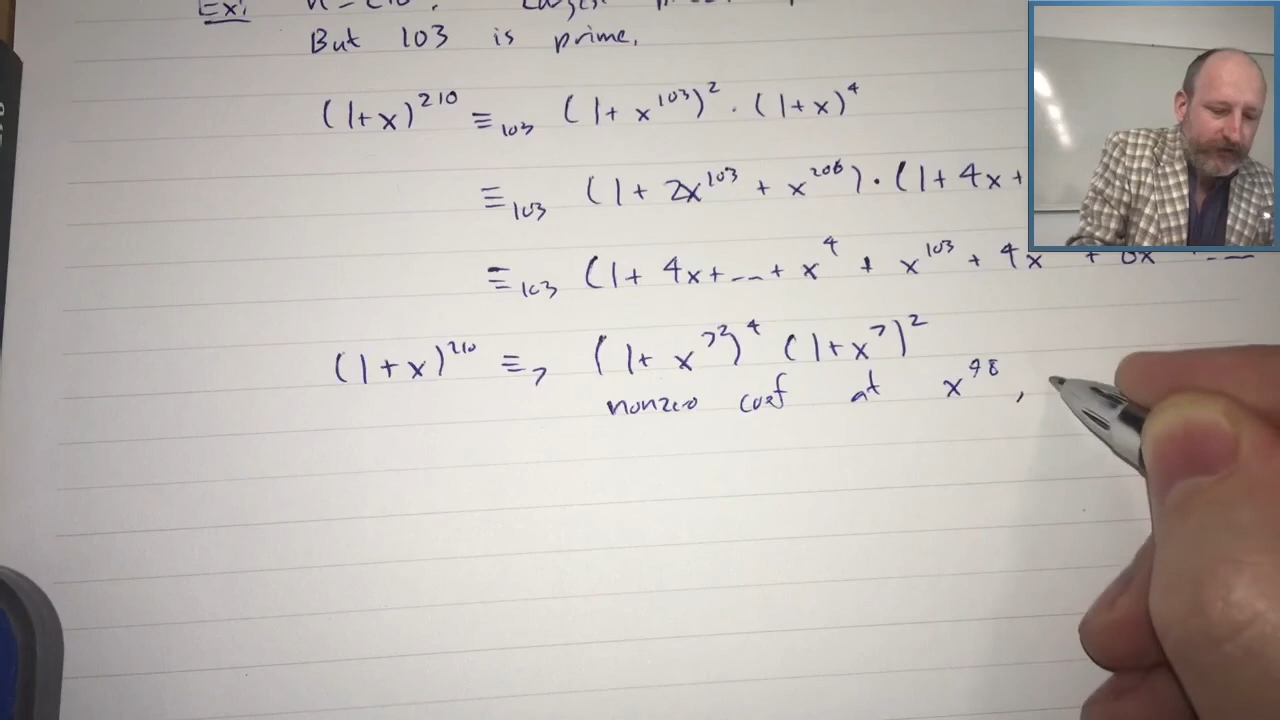 Ex:
But 103 is prime.
(1+x)^210 ≡_103 (1+x^103)^2 · (1+x)^4
≡_103 (1 + 2x^103 + x^206) · (1 + 4x +
≡_103 (1 + 4x + -- + x^4 + x^103 + 4x +
(1+x)^210 ≡_7 (1 + x^7^2)^4 (1+x^7)^2
nonzero coef at x^98 ,